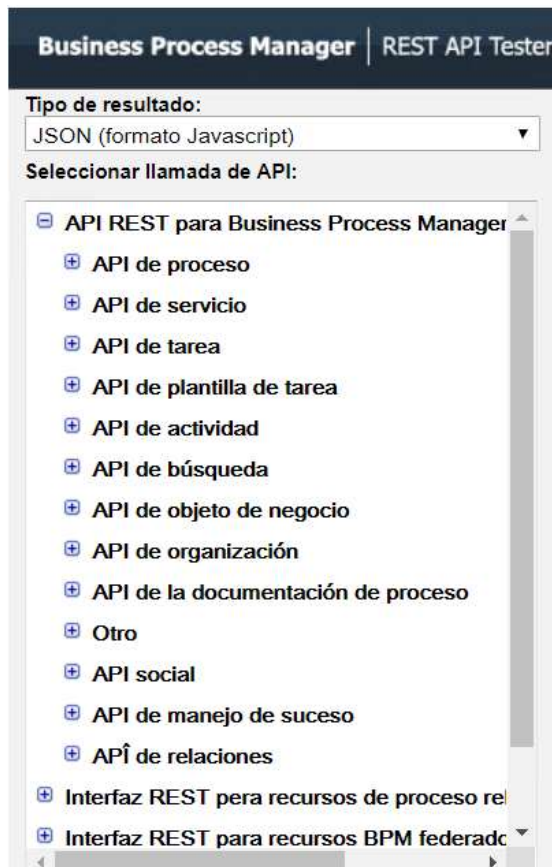 Business Process Manager | REST API Tester
Tipo de resultado:
JSON (formato Javascript)
Seleccionar llamada de API:
API REST para Business Process Manager
API de proceso
API de servicio
API de tarea
API de plantilla de tarea
API de actividad
API de búsqueda
API de objeto de negocio
API de organización
API de la documentación de proceso
Otro
API social
API de manejo de suceso
APÎ de relaciones
Interfaz REST pera recursos de proceso rel
Interfaz REST para recursos BPM federado